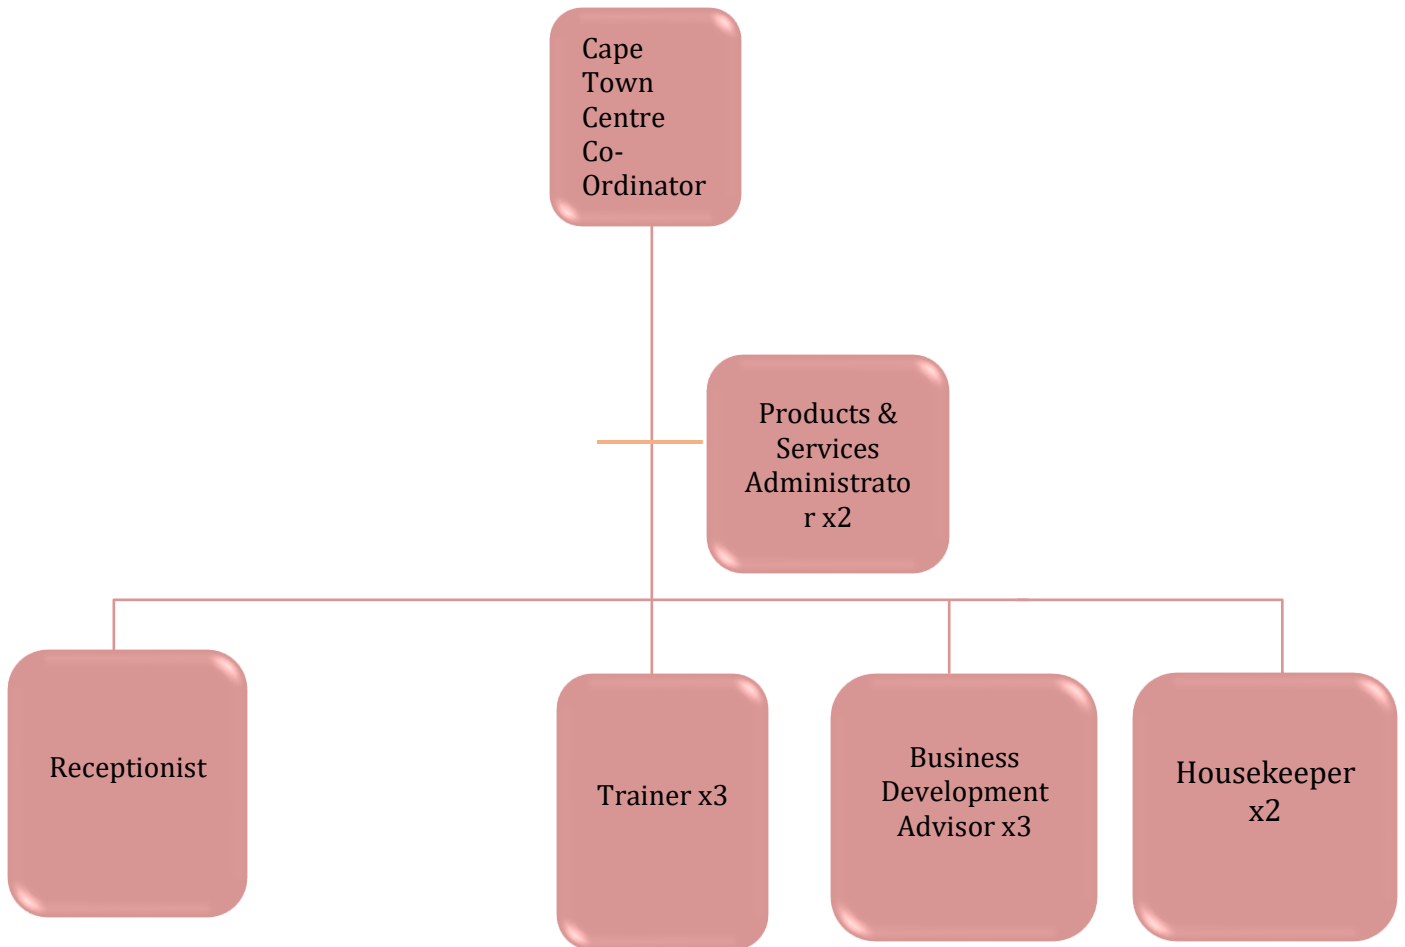 Cape
Town
Centre
Co-
Ordinator
Products &
Services
Administrato
r x2
Receptionist
Trainer x3
Business
Development
Advisor x3
Housekeeper
x2